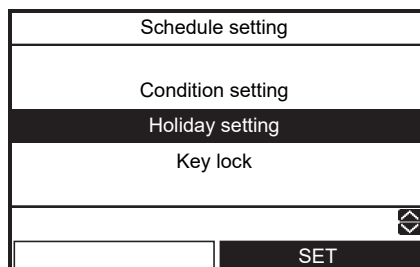 Schedule setting
Condition setting
Holiday setting
Key lock
SET